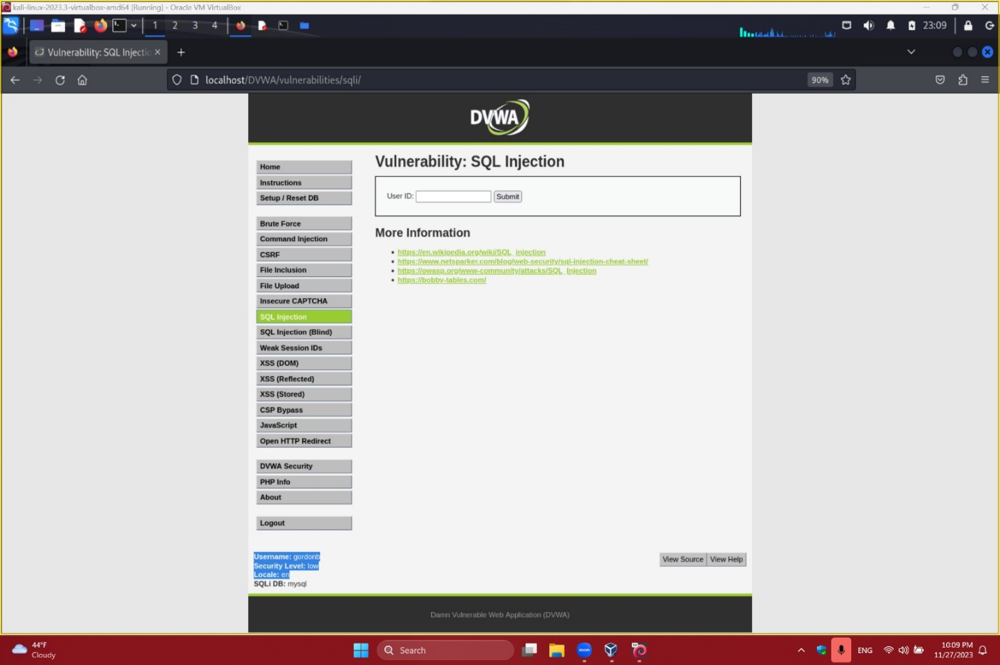 kali-linux-2023.3-virtualbox-amd64 [Running] - Oracle VM VirtualBox
1 2 3 4
23:09
Vulnerability: SQL Injectio
localhost/DVWA/vulnerabilities/sqli/
90%
DVWA
Vulnerability: SQL Injection
User ID: Submit
More Information
https://en.wikipedia.org/wiki/SQL_injection
https://www.netsparker.com/blog/web-security/sql-injection-cheat-sheet/
https://owasp.org/www-community/attacks/SQL_Injection
https://bobby-tables.com/
Home
Instructions
Setup / Reset DB
Brute Force
Command Injection
CSRF
File Inclusion
File Upload
Insecure CAPTCHA
SQL Injection
SQL Injection (Blind)
Weak Session IDs
XSS (DOM)
XSS (Reflected)
XSS (Stored)
CSP Bypass
JavaScript
Open HTTP Redirect
DVWA Security
PHP Info
About
Logout
Username: gordonb
Security Level: low
Locale: en
SQLi DB: mysql
View Source View Help
Damn Vulnerable Web Application (DVWA)
44°F
Cloudy
Search
zoom
ENG
10:09 PM
11/27/2023